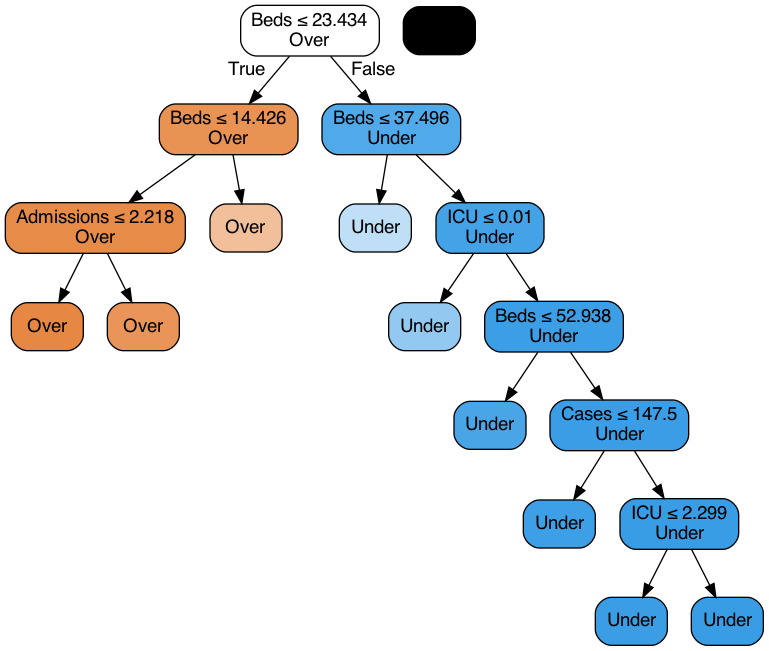 Beds ≤ 23.434
Over
True
False
Beds ≤ 14.426
Over
Beds ≤ 37.496
Under
Admissions ≤ 2.218
Over
Over
Under
ICU ≤ 0.01
Under
Over
Over
Under
Beds ≤ 52.938
Under
Under
Cases ≤ 147.5
Under
Under
ICU ≤ 2.299
Under
Under
Under